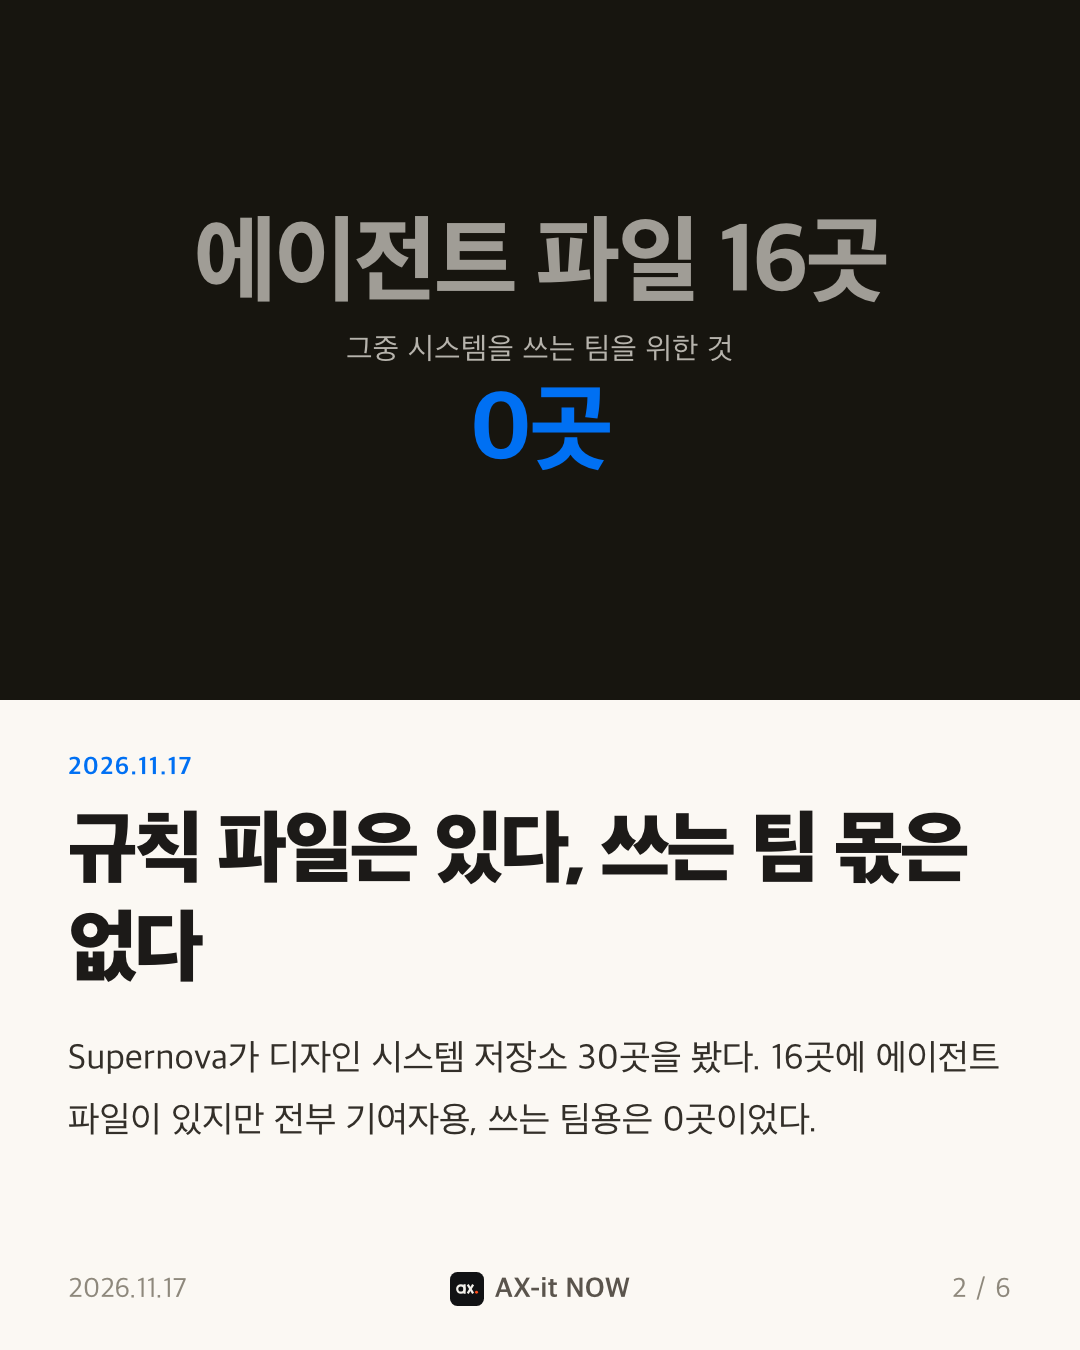 에이전트 파일 16곳
그중 시스템을 쓰는 팀을 위한 것
0곳
2026.11.17
규칙 파일은 있다, 쓰는 팀 몫은
없다
Supernova가 디자인 시스템 저장소 30곳을 봤다. 16곳에 에이전트
파일이 있지만 전부 기여자용, 쓰는 팀용은 0곳이었다.
2026.11.17
ax. AX-it NOW
2 / 6